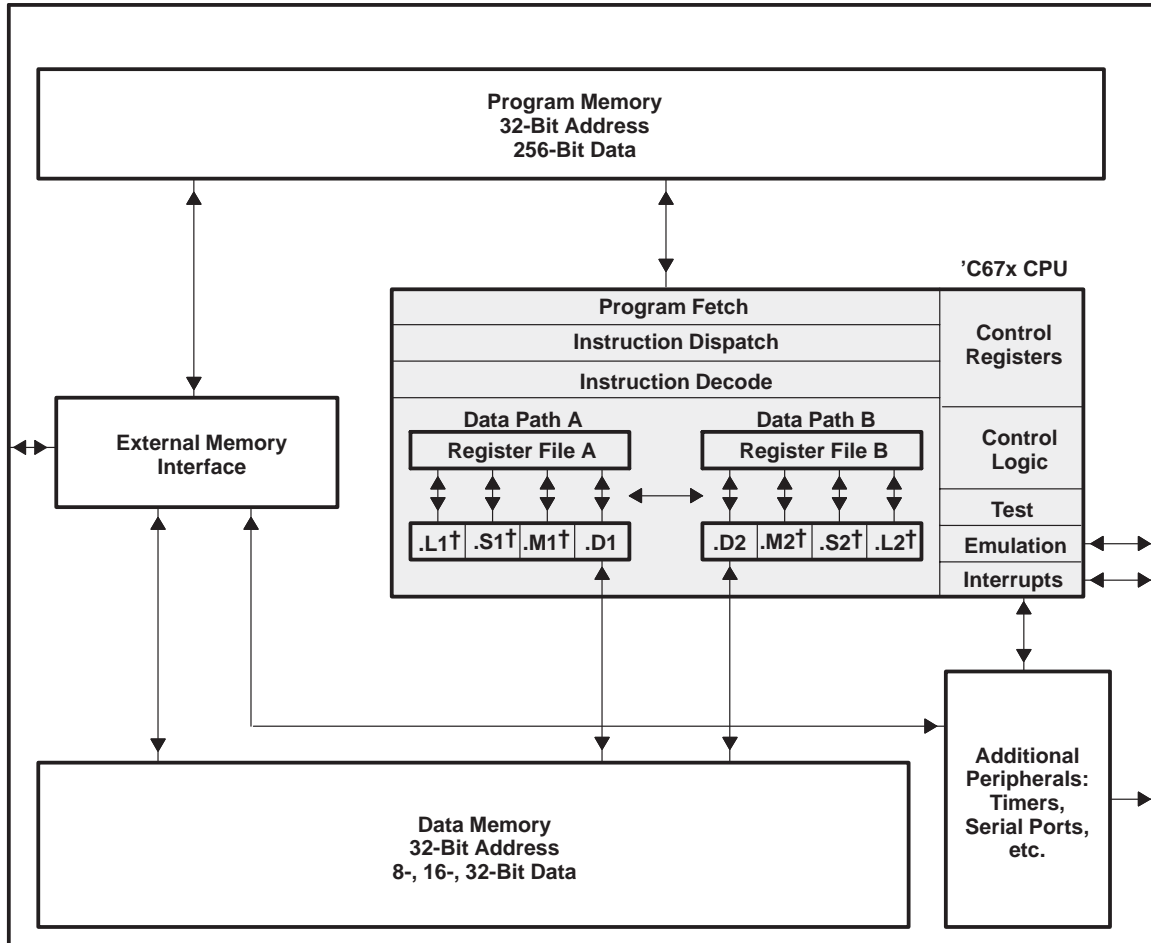 Program Memory
32-Bit Address
256-Bit Data
'C67x CPU
Program Fetch
Instruction Dispatch
Instruction Decode
Control
Registers
Data Path A
Register File A
Data Path B
Register File B
Control
Logic
External Memory
Interface
.L1† .S1† .M1† .D1
.D2 .M2† .S2† .L2†
Test
Emulation
Interrupts
Additional
Peripherals:
Timers,
Serial Ports,
etc.
Data Memory
32-Bit Address
8-, 16-, 32-Bit Data